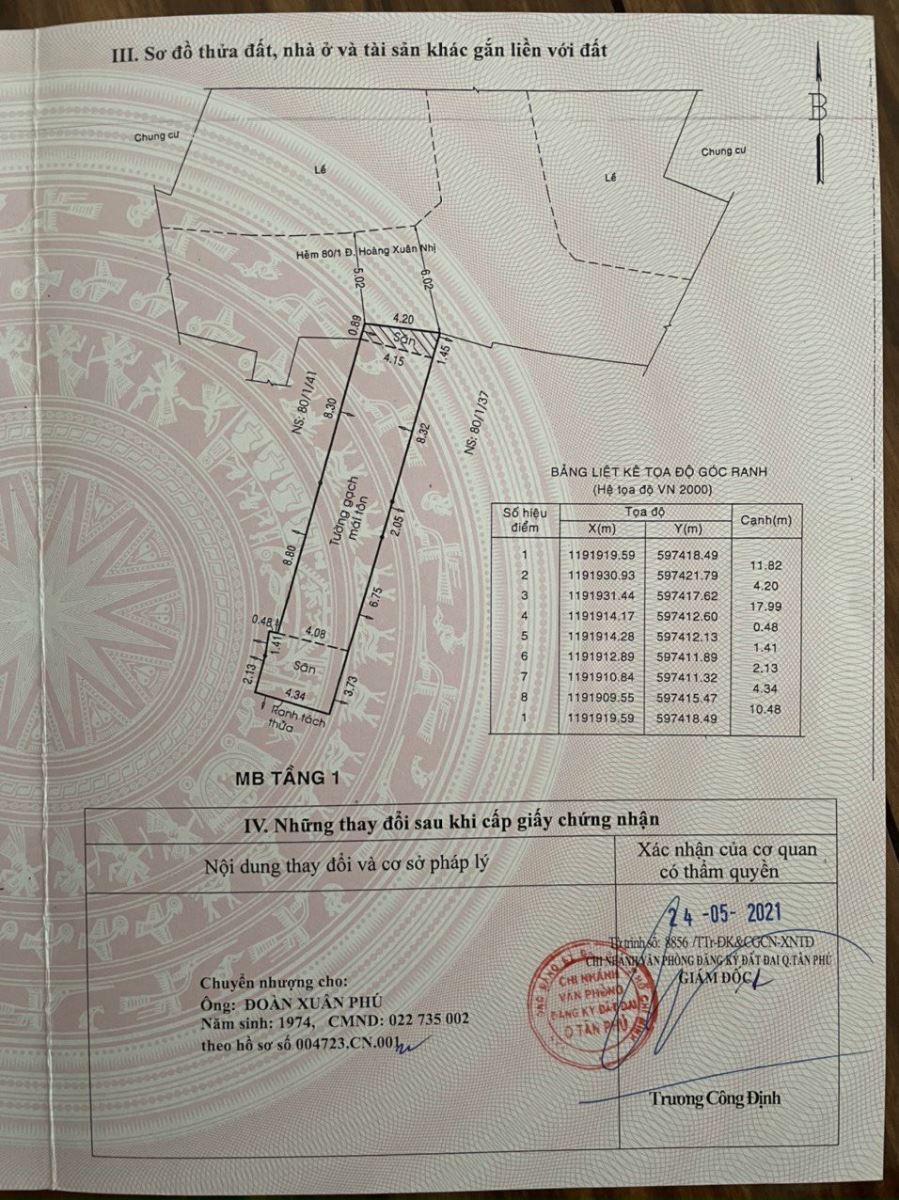 III. Sơ đồ thửa đất, nhà ở và tài sản khác gắn liền với đất
B
Chung cư
Chung cư
Lề
Lề
Hẻm 80/1 Đ. Hoàng Xuân Nhị
5.02
6.02
4.20
0.89
Sân
4.15
1.45
NS: 80/1/41
NS: 80/1/37
8.30
8.32
Tường gạch
mái tôn
2.05
8.80
6.75
0.48
4.08
1.41
Sân
2.13
4.34
3.73
Ranh tách
thửa
MB TẦNG 1
BẢNG LIỆT KÊ TỌA ĐỘ GÓC RANH
(Hệ tọa độ VN 2000)
Số hiệu điểm Tọa độ Cạnh(m)
X(m) Y(m)
1 1191919.59 597418.49
11.82
2 1191930.93 597421.79
4.20
3 1191931.44 597417.62
17.99
4 1191914.17 597412.60
0.48
5 1191914.28 597412.13
1.41
6 1191912.89 597411.89
2.13
7 1191910.84 597411.32
4.34
8 1191909.55 597415.47
10.48
1 1191919.59 597418.49
IV. Những thay đổi sau khi cấp giấy chứng nhận
Nội dung thay đổi và cơ sở pháp lý
Xác nhận của cơ quan
có thẩm quyền
24 -05- 2021
Tờ trình số: 8856 /TTr-ĐK&CGCN-XNTĐ
CHI NHÁNH VĂN PHÒNG ĐĂNG KÝ ĐẤT ĐAI Q.TÂN PHÚ
GIÁM ĐỐC
CHI NHÁNH
VĂN PHÒNG
ĐĂNG KÝ ĐẤT ĐAI
Q TÂN PHÚ
Chuyển nhượng cho:
Ông: ĐOÀN XUÂN PHÚ
Năm sinh: 1974, CMND: 022 735 002
theo hồ sơ số 004723.CN.001
Trương Công Định